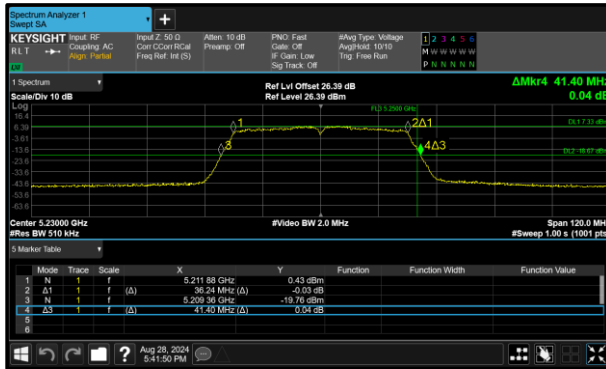 Spectrum Analyzer 1
Swept SA
KEYSIGHT Input: RF Input Z: 50 Ω Atten: 10 dB PNO: Fast #Avg Type: Voltage 1 2 3 4 5 6
RLT Coupling: AC Corr CCorr RCal Preamp: Off Gate: Off Avg|Hold: 10/10 M W W W W W
Align: Partial Freq Ref: Int (S) IF Gain: Low Trig: Free Run
Sig Track: Off P N N N N N
1 Spectrum
Ref Lvl Offset 26.39 dB ΔMkr4 41.40 MHz
Scale/Div 10 dB Ref Level 26.39 dBm 0.04 dB
Log
16.4
6.39
-3.61
-13.6
-23.6
-33.6
-43.6
-53.6
-63.6
1
2Δ1
DL1 7.33 dBm
3
4Δ3
Center 5.23000 GHz #Video BW 2.0 MHz Span 120.0 MHz
#Res BW 510 kHz #Sweep 1.00 s (1001 pts)
5 Marker Table
Mode Trace Scale X Y Function Function Width Function Value
1 N 1 f 5.211 88 GHz 0.43 dBm
2 Δ1 1 f (Δ) 36.24 MHz (Δ) -0.03 dB
3 N 1 f 5.209 36 GHz -19.76 dBm
4 Δ3 1 f (Δ) 41.40 MHz (Δ) 0.04 dB
5
6
?
Aug 28, 2024
5:41:50 PM